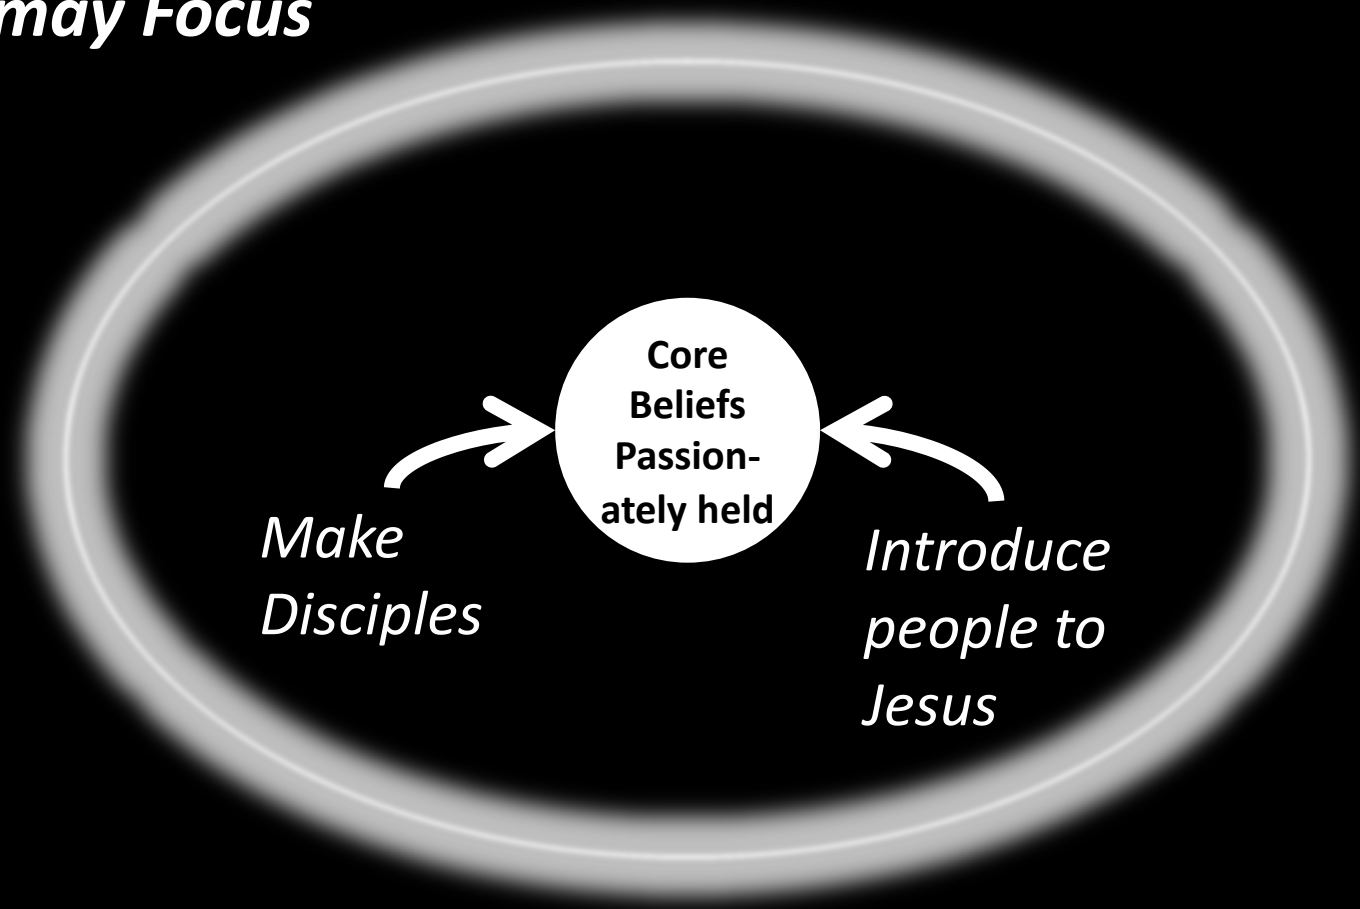 may Focus
Core
Beliefs
Passion-
ately held
Make
Disciples
Introduce
people to
Jesus